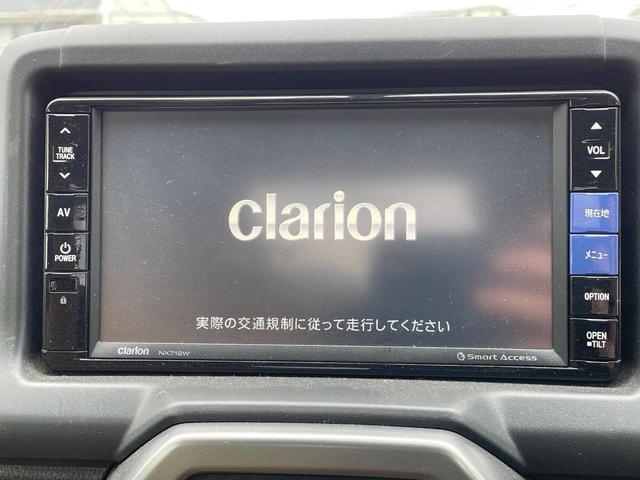 TUNE
TRACK
AV
POWER
clarion
実際の交通規制に従って走行してください
clarion NX712W
Smart Access
VOL
現在地
メニュー
OPTION
OPEN
■TILT